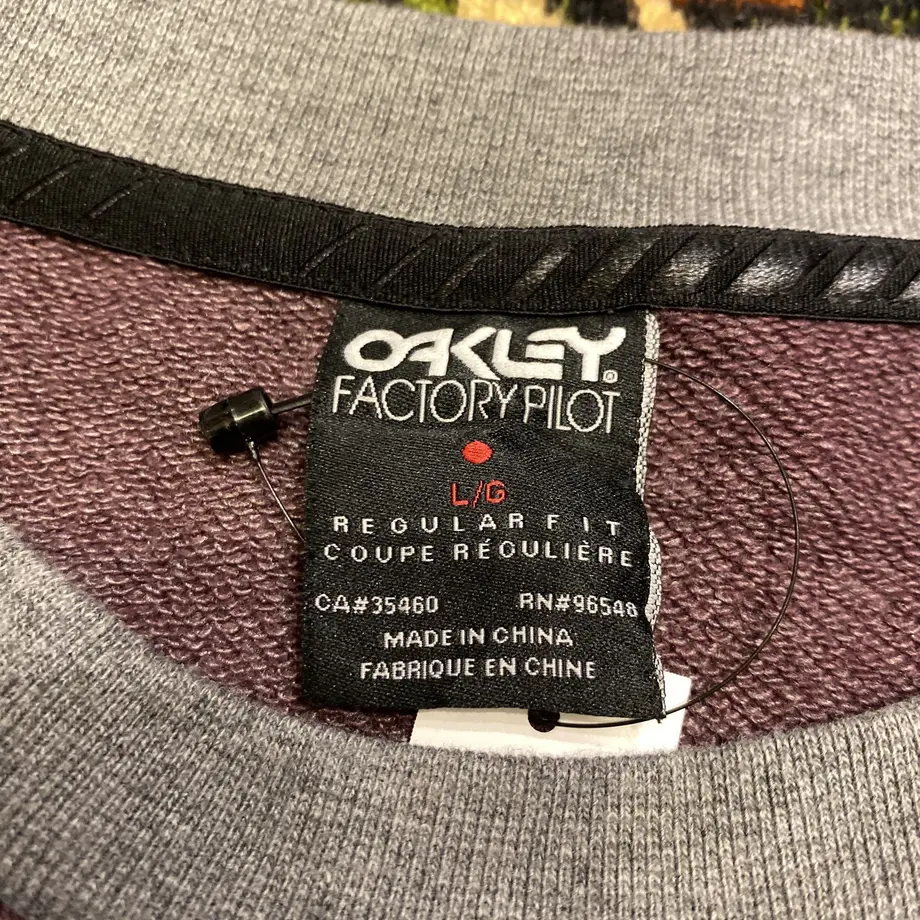 OAKLEY®
FACTORY PILOT
L/G
REGULAR FIT
COUPE RÉGULIÈRE
CA#35460 RN#96548
MADE IN CHINA
FABRIQUE EN CHINE